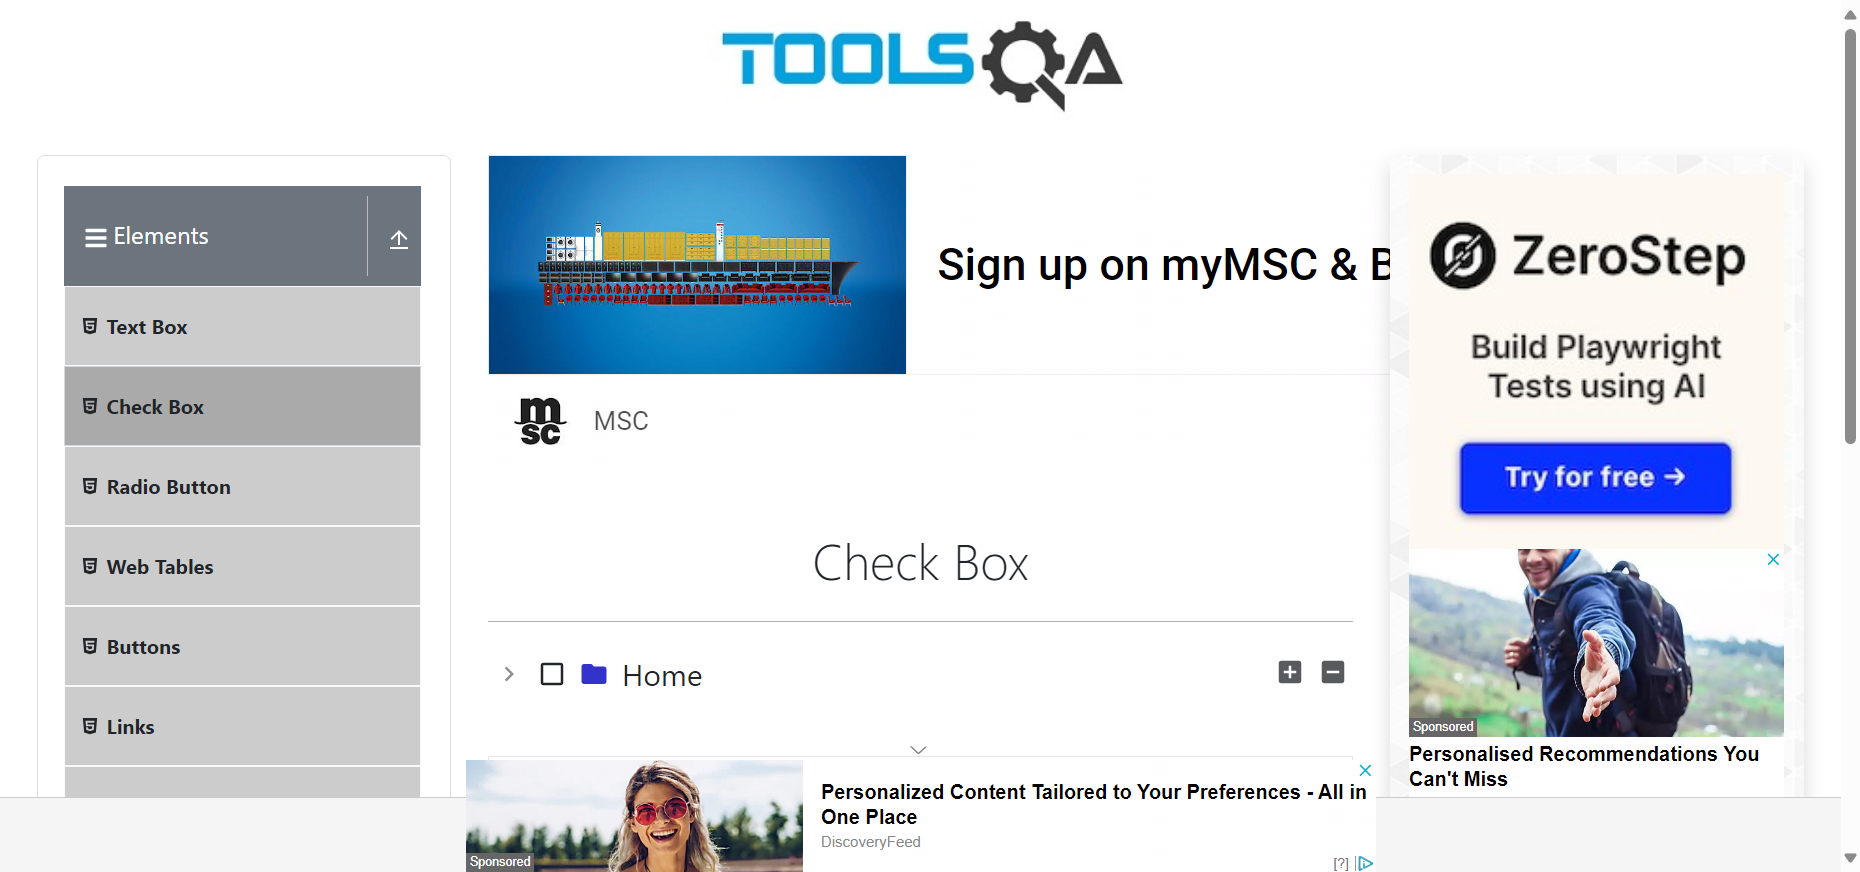 TOOLSQA
Elements
Text Box
Check Box
Radio Button
Web Tables
Buttons
Links
Sign up on myMSC & B
msc
MSC
Check Box
Home
ZeroStep
Build Playwright
Tests using AI
Try for free →
Sponsored
Personalised Recommendations You
Can't Miss
Sponsored
Personalized Content Tailored to Your Preferences - All in
One Place
DiscoveryFeed
[?]